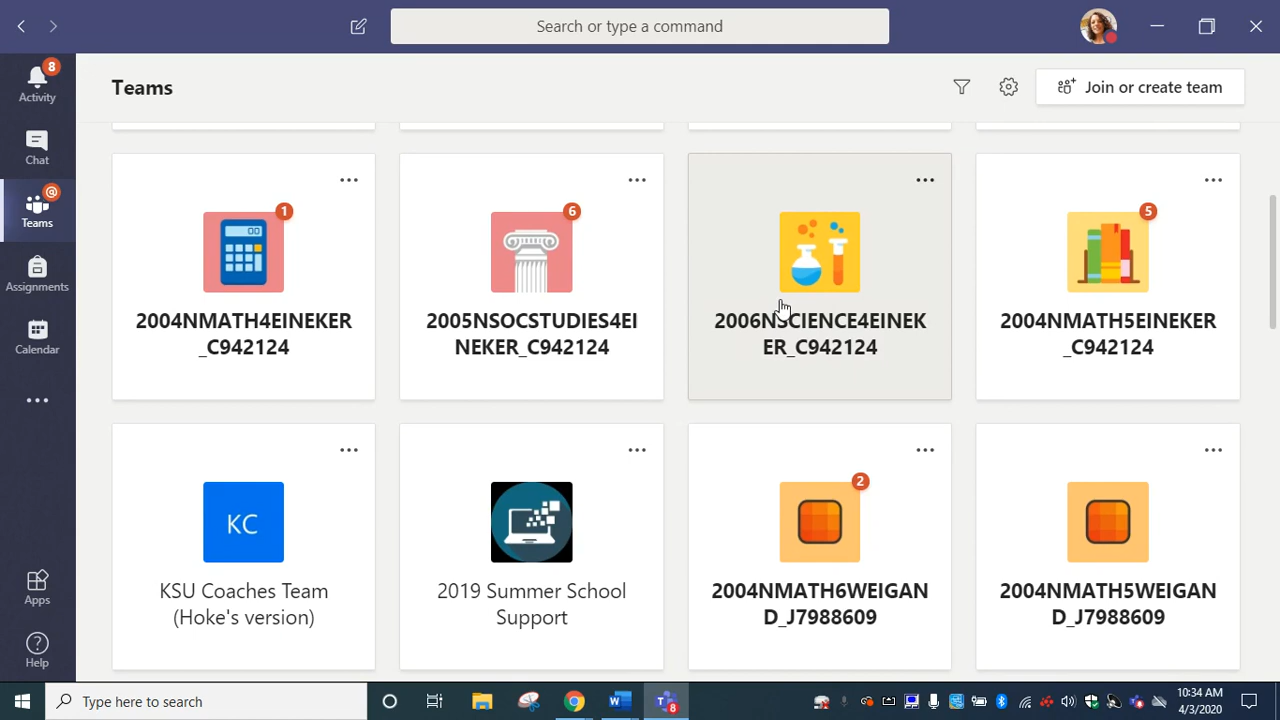 Search or type a command
8
Activity
Chat
@
Teams
Assignments
Calendar
Apps
Help
Teams
Join or create team
1
00
2004NMATH4EINEKER
_C942124
6
2005NSOCSTUDIES4EI
NEKER_C942124
2006NSCIENCE4EINEK
ER_C942124
5
2004NMATH5EINEKER
_C942124
KC
KSU Coaches Team
(Hoke's version)
2019 Summer School
Support
2
2004NMATH6WEIGAN
D_J7988609
2004NMATH5WEIGAN
D_J7988609
Type here to search
8
10:34 AM
4/3/2020